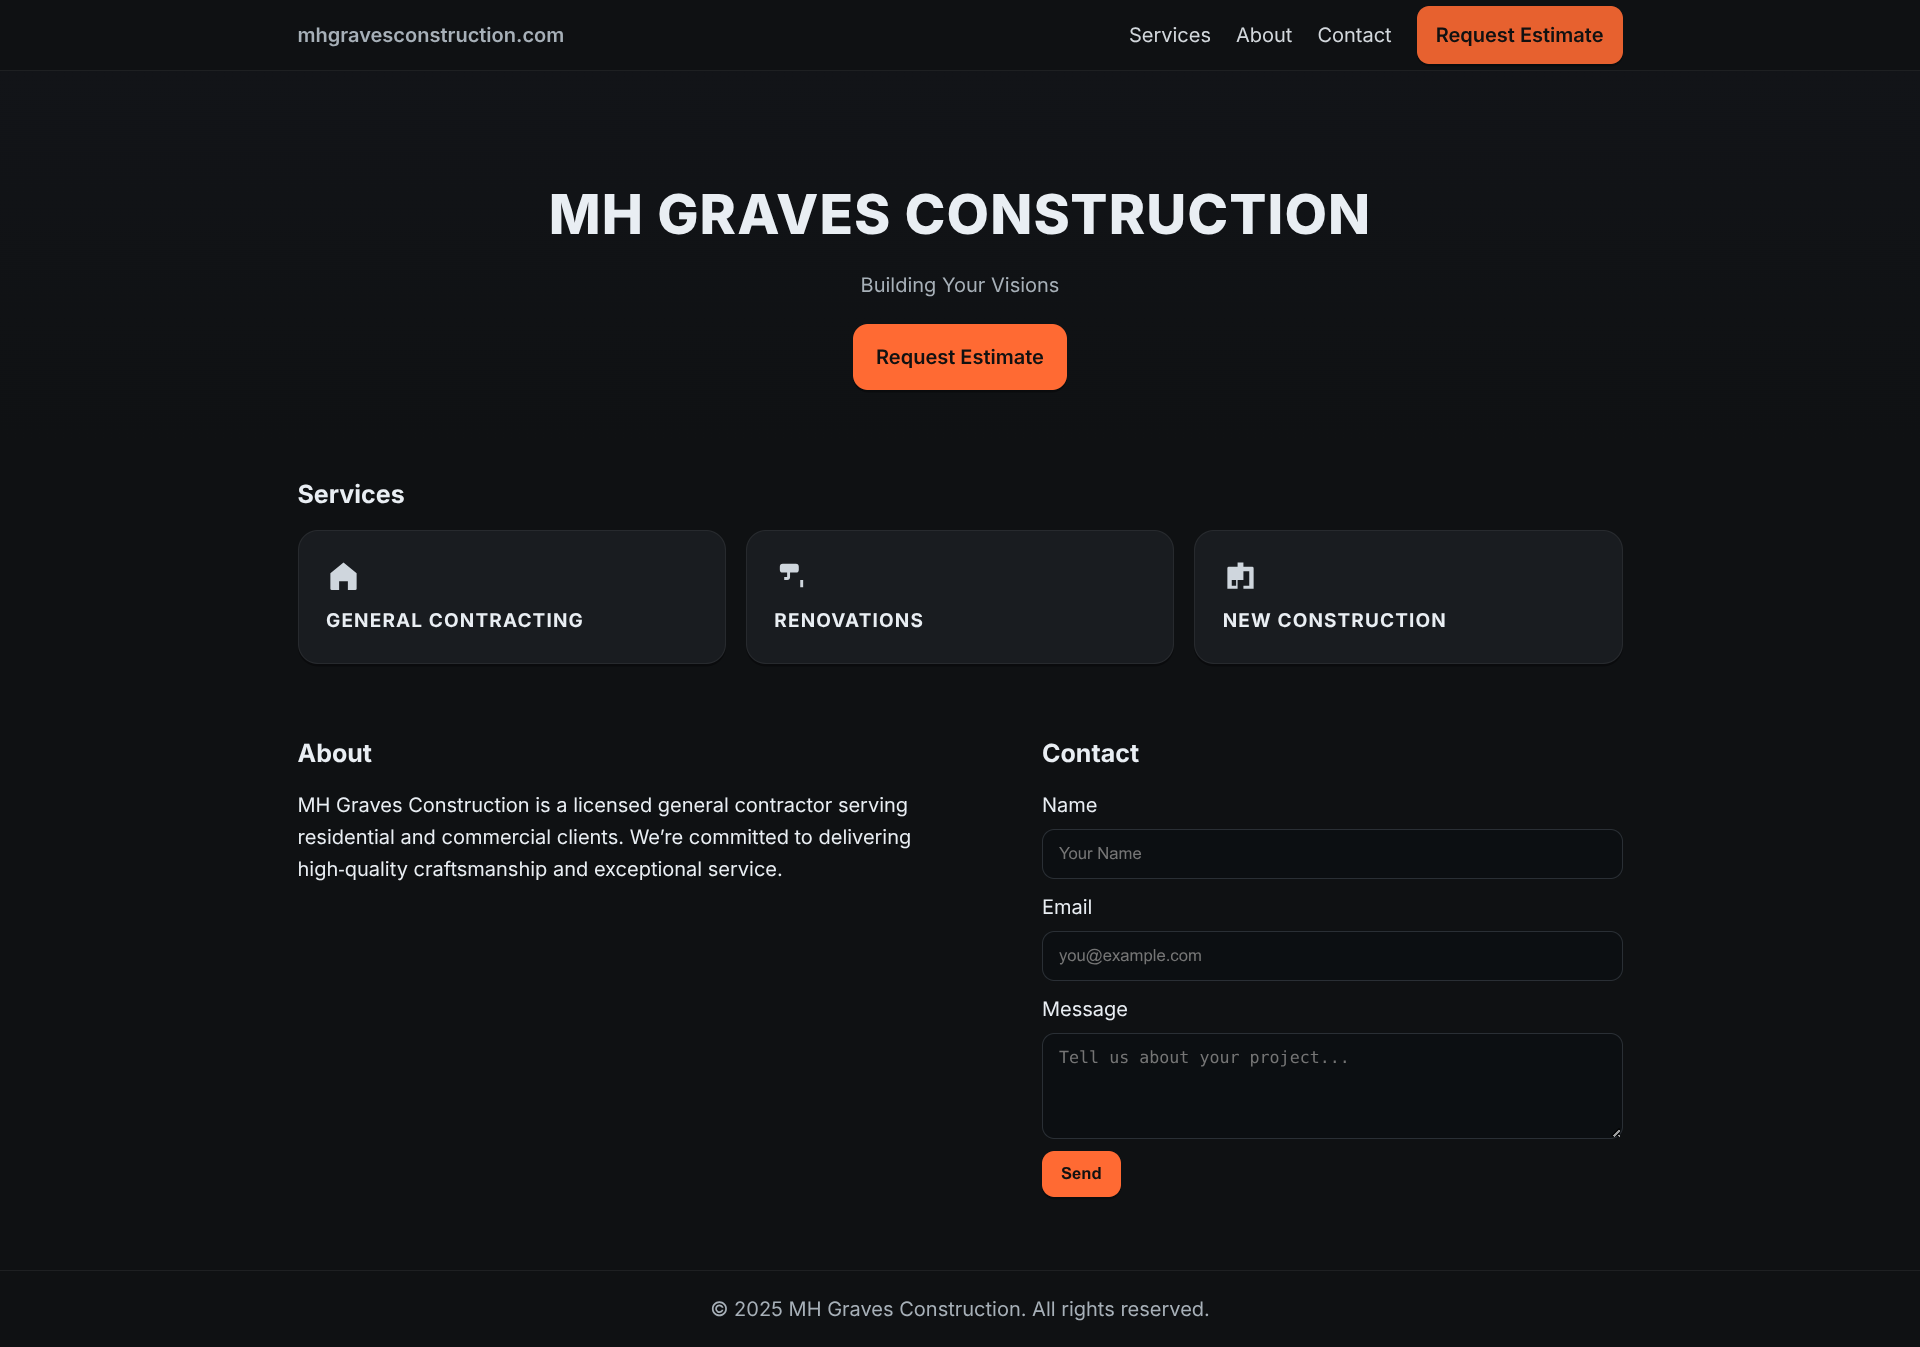 mhgravesconstruction.com
Services About Contact Request Estimate
MH GRAVES CONSTRUCTION
Building Your Visions
Request Estimate
Services
GENERAL CONTRACTING
RENOVATIONS
NEW CONSTRUCTION
About
MH Graves Construction is a licensed general contractor serving
residential and commercial clients. We’re committed to delivering
high-quality craftsmanship and exceptional service.
Contact
Name
Your Name
Email
you@example.com
Message
Tell us about your project...
Send
© 2025 MH Graves Construction. All rights reserved.